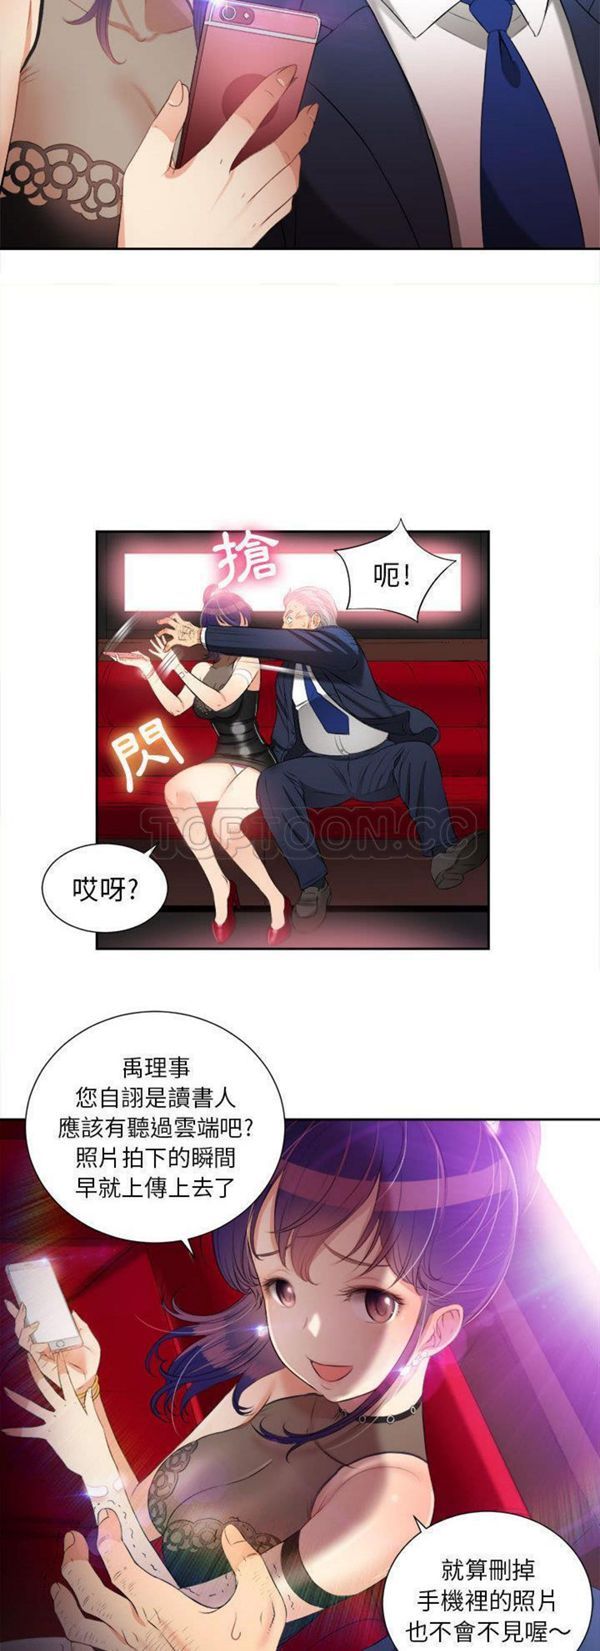 搶
呃!
閃
TOPTOON.CC
哎呀?
禹理事
您自詡是讀書人
應該有聽過雲端吧?
照片拍下的瞬間
早就上傳上去了
就算刪掉
手機裡的照片
也不會不見喔~